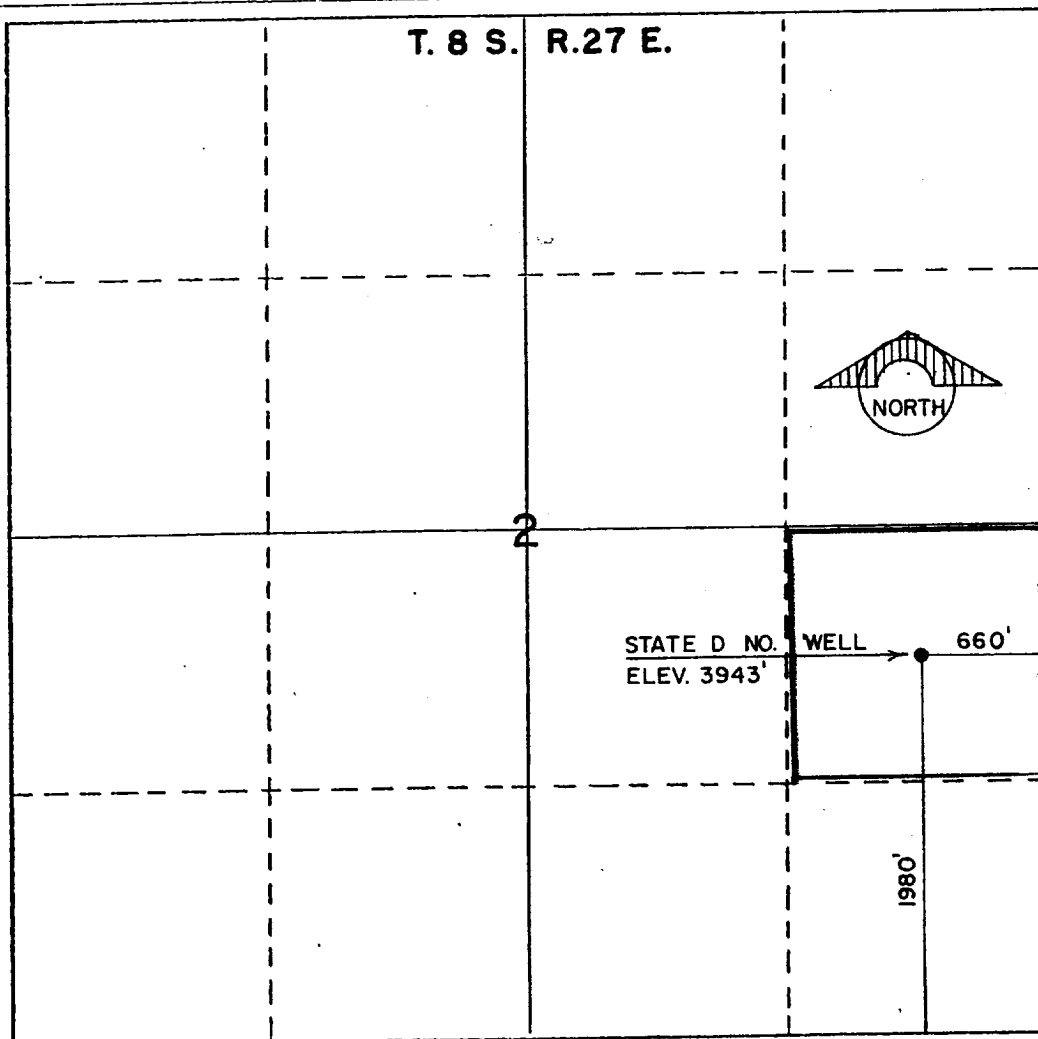 T. 8 S. R.27 E.
NORTH
2
STATE D NO. WELL
660'
ELEV. 3943'
1980'